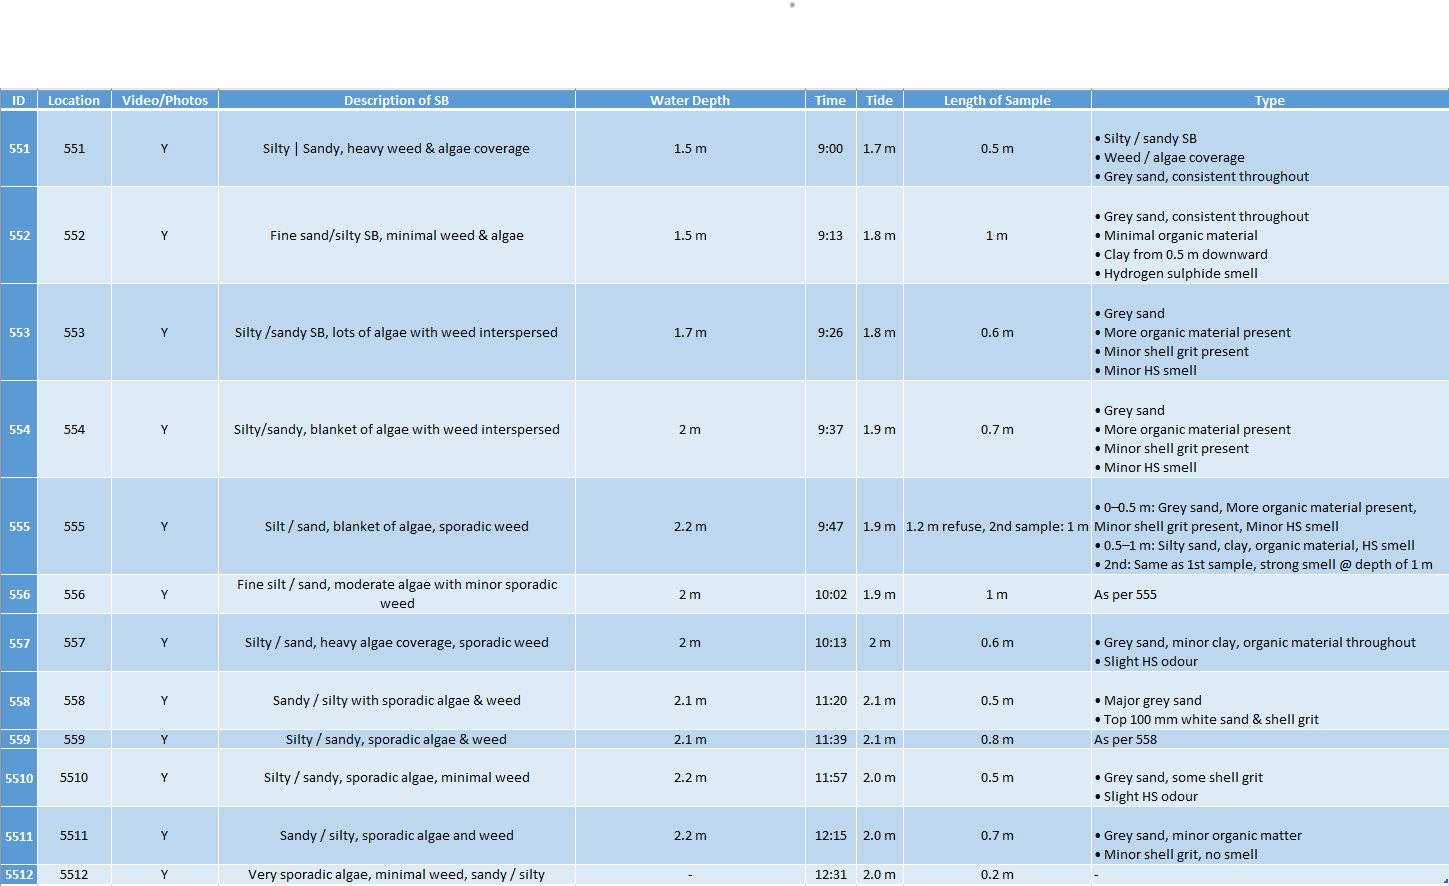 ID Location Video/Photos Description of SB Water Depth Time Tide Length of Sample Type
551 551 Y Silty | Sandy, heavy weed & algae coverage 1.5 m 9:00 1.7 m 0.5 m
• Silty / sandy SB
• Weed / algae coverage
• Grey sand, consistent throughout
552 552 Y Fine sand/silty SB, minimal weed & algae 1.5 m 9:13 1.8 m 1 m
• Grey sand, consistent throughout
• Minimal organic material
• Clay from 0.5 m downward
• Hydrogen sulphide smell
553 553 Y Silty /sandy SB, lots of algae with weed interspersed 1.7 m 9:26 1.8 m 0.6 m
• Grey sand
• More organic material present
• Minor shell grit present
• Minor HS smell
554 554 Y Silty/sandy, blanket of algae with weed interspersed 2 m 9:37 1.9 m 0.7 m
• Grey sand
• More organic material present
• Minor shell grit present
• Minor HS smell
555 555 Y Silt / sand, blanket of algae, sporadic weed 2.2 m 9:47 1.9 m 1.2 m refuse, 2nd sample: 1 m
• 0–0.5 m: Grey sand, More organic material present,
Minor shell grit present, Minor HS smell
• 0.5–1 m: Silty sand, clay, organic material, HS smell
• 2nd: Same as 1st sample, strong smell @ depth of 1 m
556 556 Y Fine silt / sand, moderate algae with minor sporadic
weed 2 m 10:02 1.9 m 1 m As per 555
557 557 Y Silty / sand, heavy algae coverage, sporadic weed 2 m 10:13 2 m 0.6 m
• Grey sand, minor clay, organic material throughout
• Slight HS odour
558 558 Y Sandy / silty with sporadic algae & weed 2.1 m 11:20 2.1 m 0.5 m
• Major grey sand
• Top 100 mm white sand & shell grit
559 559 Y Silty / sandy, sporadic algae & weed 2.1 m 11:39 2.1 m 0.8 m As per 558
5510 5510 Y Silty / sandy, sporadic algae, minimal weed 2.2 m 11:57 2.0 m 0.5 m
• Grey sand, some shell grit
• Slight HS odour
5511 5511 Y Sandy / silty, sporadic algae and weed 2.2 m 12:15 2.0 m 0.7 m
• Grey sand, minor organic matter
• Minor shell grit, no smell
5512 5512 Y Very sporadic algae, minimal weed, sandy / silty - 12:31 2.0 m 0.2 m -